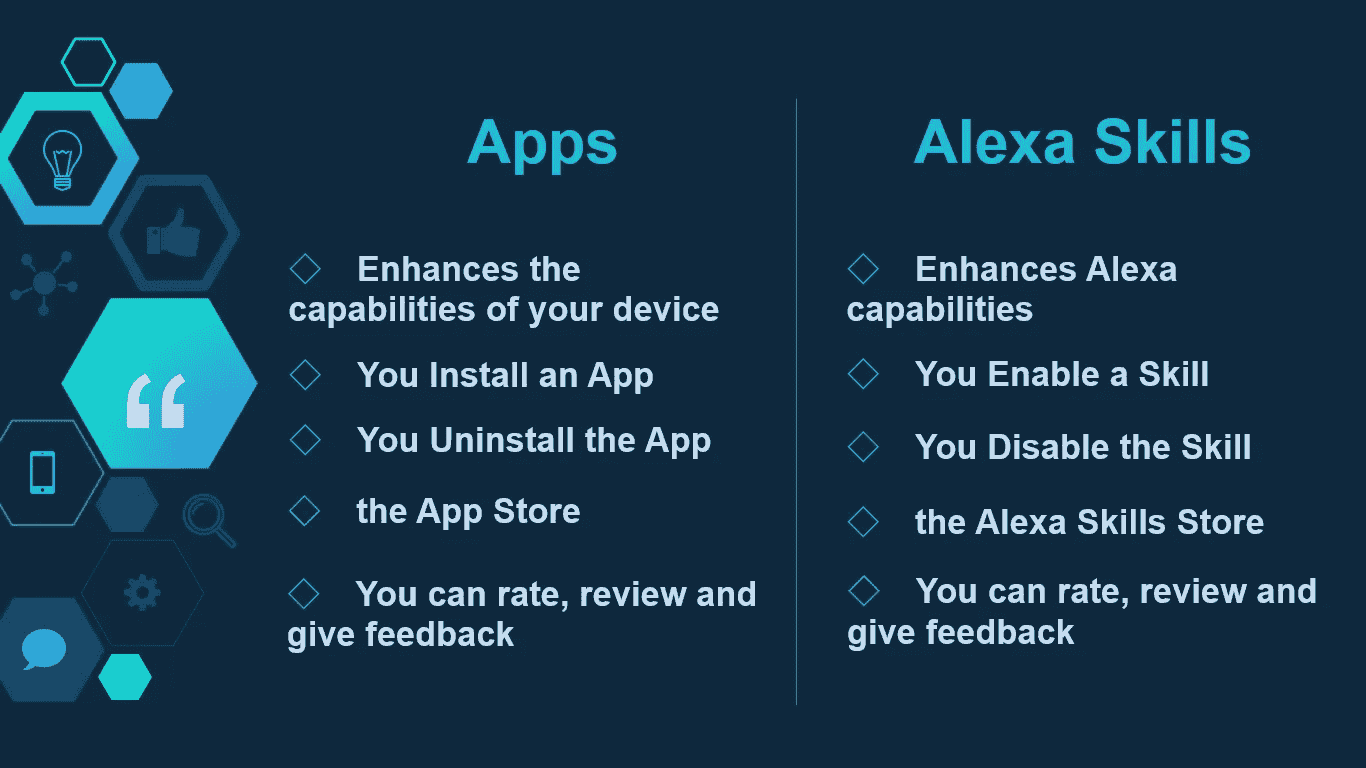 Apps
Enhances the
capabilities of your device
You Install an App
You Uninstall the App
the App Store
You can rate, review and
give feedback
Alexa Skills
Enhances Alexa
capabilities
You Enable a Skill
You Disable the Skill
the Alexa Skills Store
You can rate, review and
give feedback